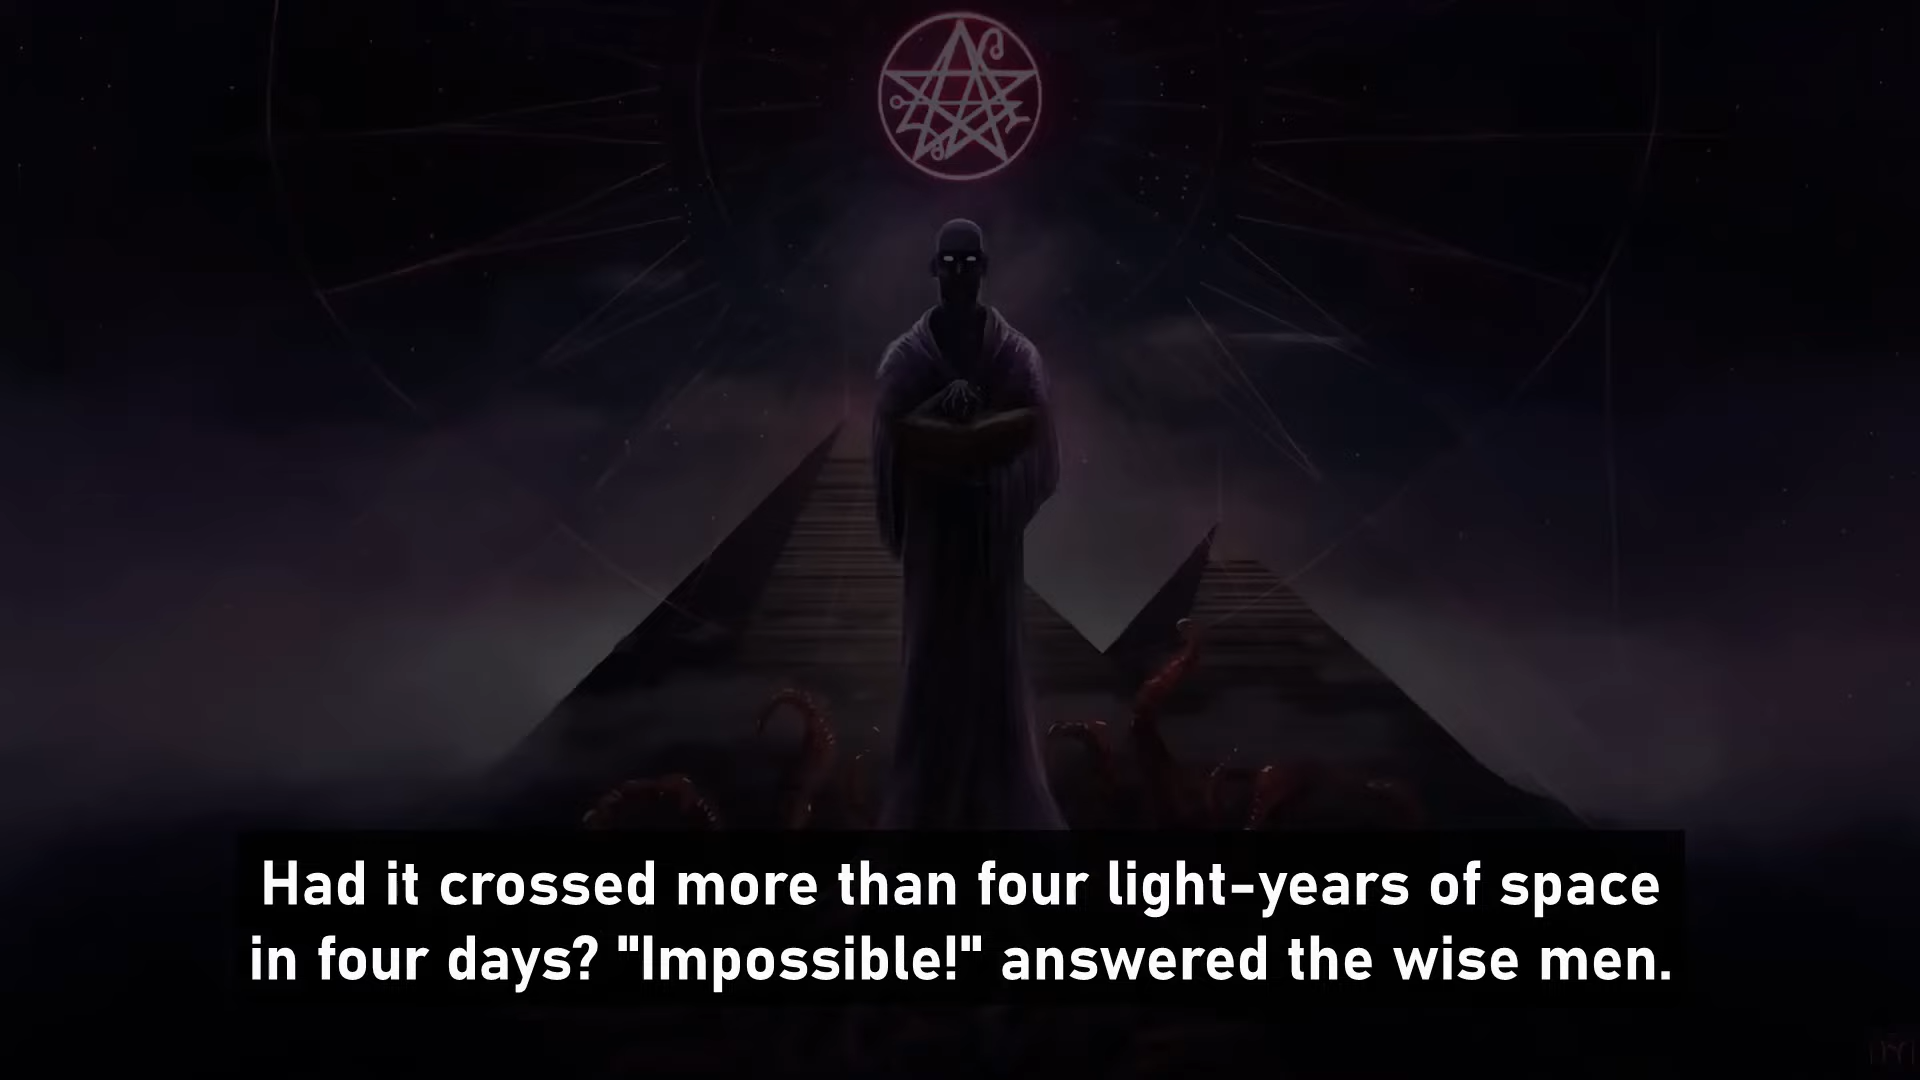 Had it crossed more than four light-years of space
in four days? "Impossible!" answered the wise men.